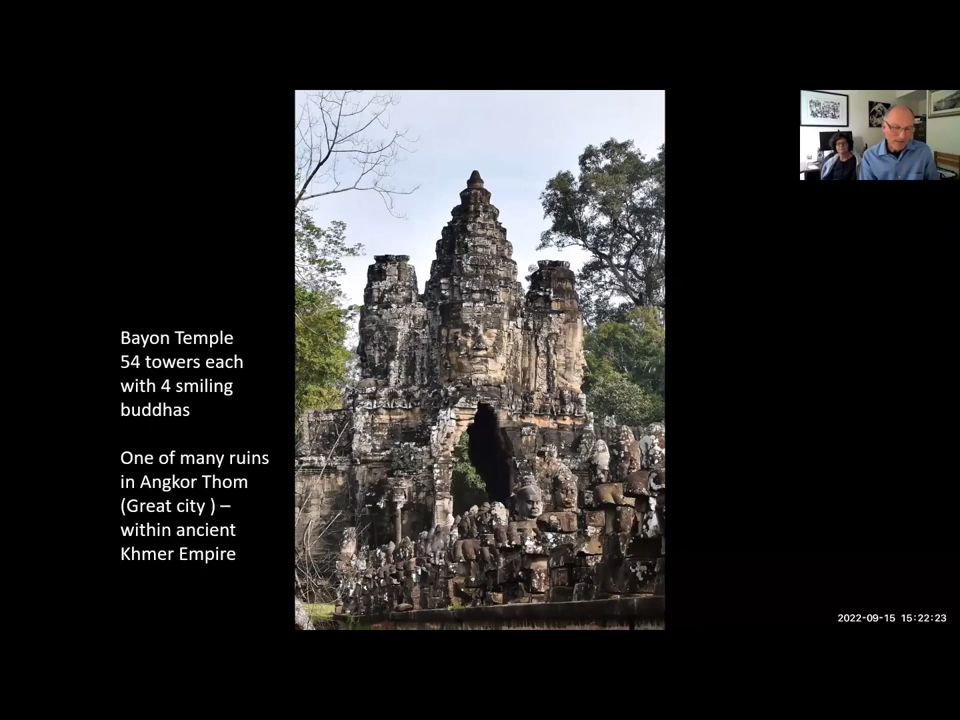 Bayon Temple
54 towers each
with 4 smiling
buddhas
One of many ruins
in Angkor Thom
(Great city ) –
within ancient
Khmer Empire
2022-09-15 15:22:23